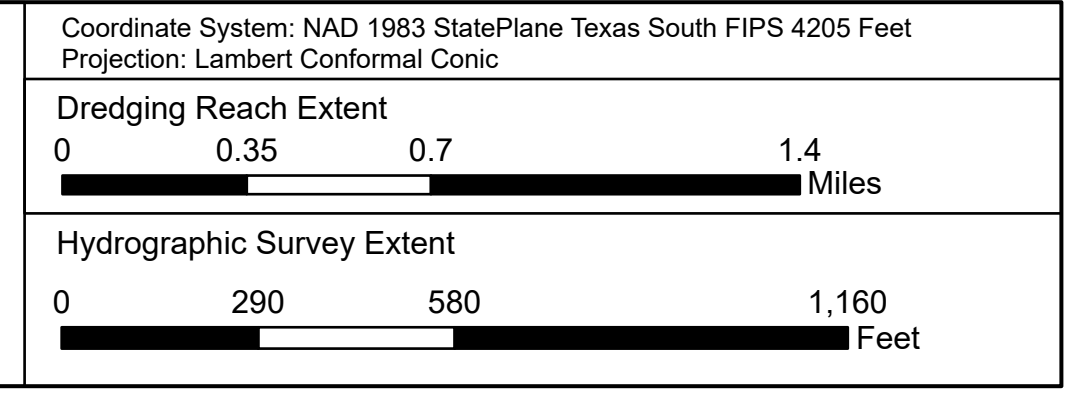 Coordinate System: NAD 1983 StatePlane Texas South FIPS 4205 Feet
Projection: Lambert Conformal Conic
Dredging Reach Extent
0 0.35 0.7 1.4
Miles
Hydrographic Survey Extent
0 290 580 1,160
Feet